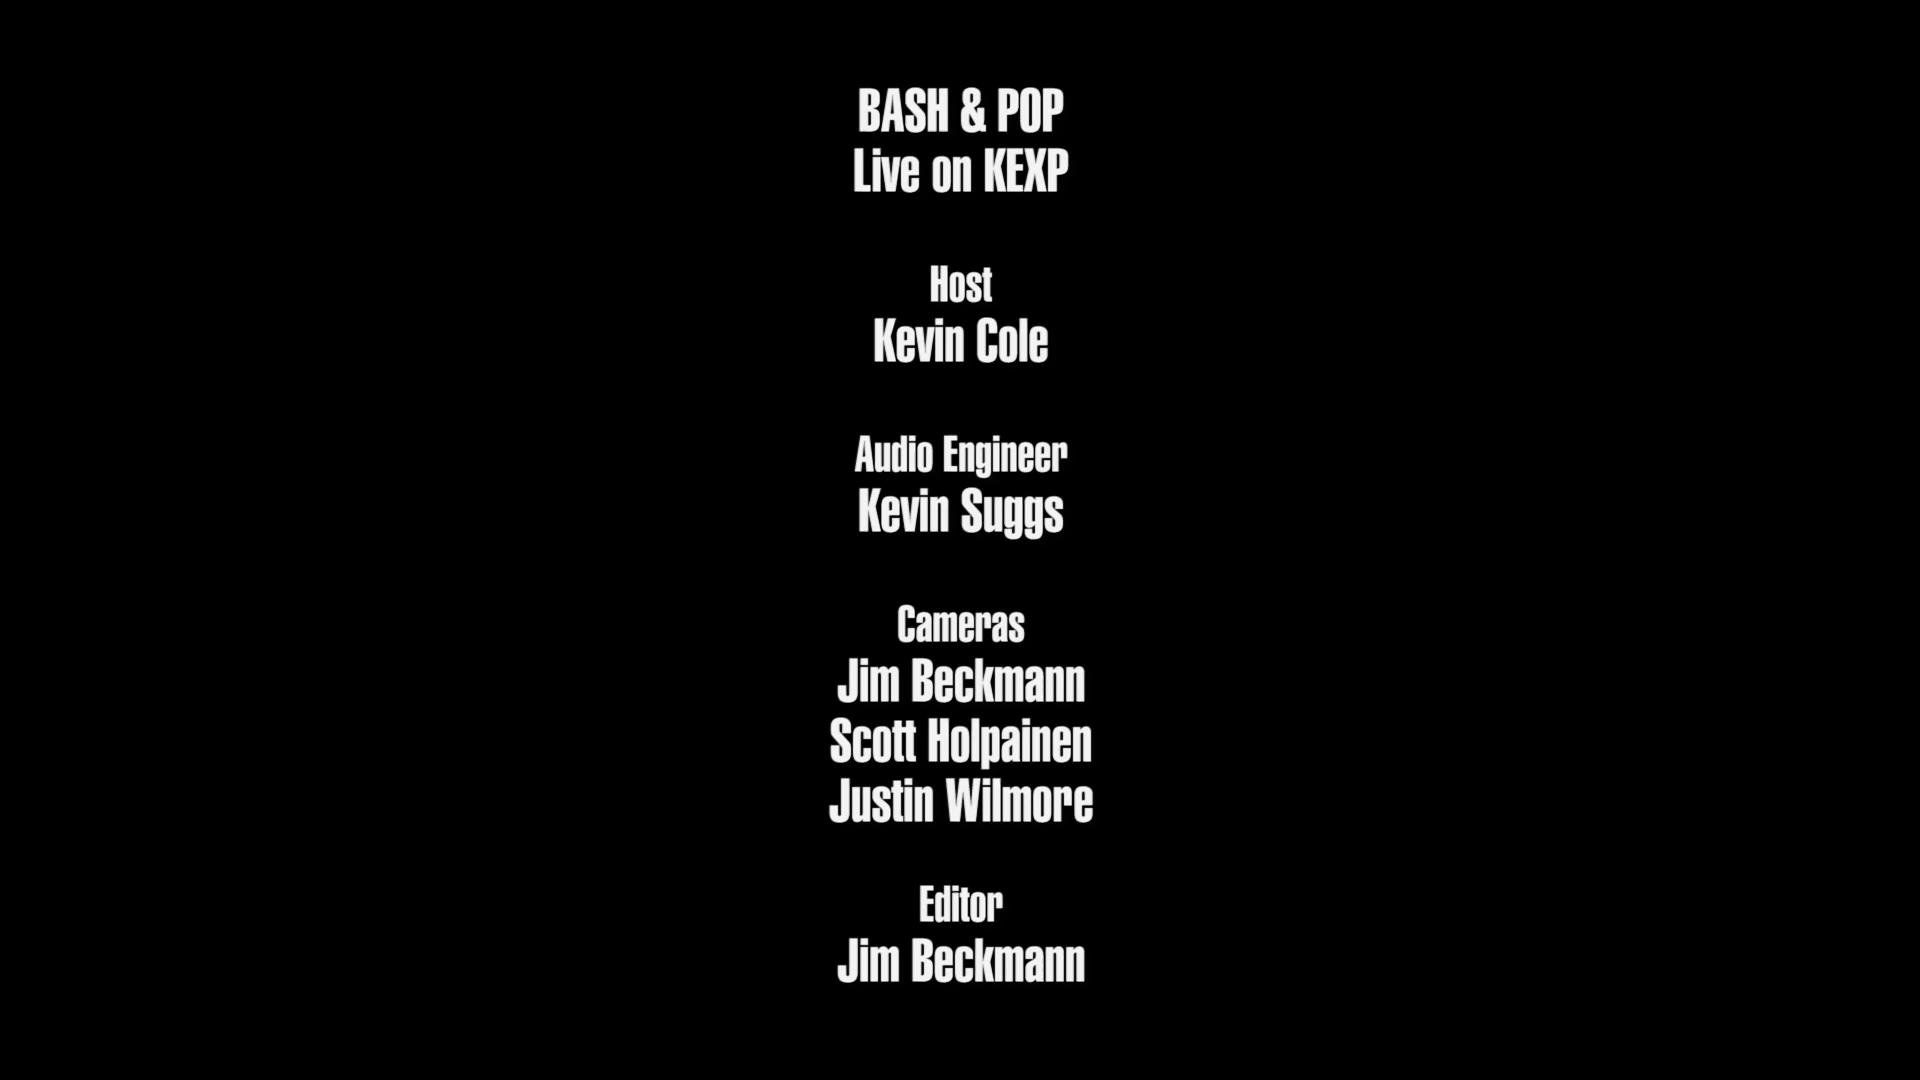 BASH & POP
Live on KEXP
Host
Kevin Cole
Audio Engineer
Kevin Suggs
Cameras
Jim Beckmann
Scott Holpainen
Justin Wilmore
Editor
Jim Beckmann